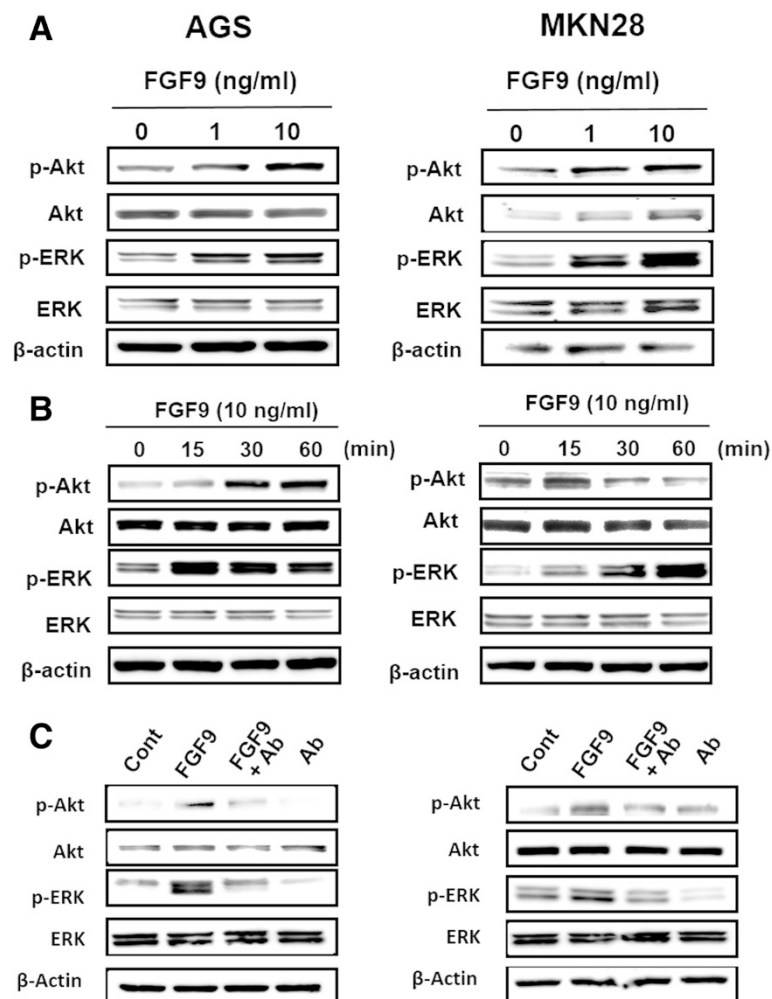 A
AGS
MKN28
FGF9 (ng/ml)
0 1 10
p-Akt
Akt
p-ERK
ERK
β-actin
FGF9 (ng/ml)
0 1 10
p-Akt
Akt
p-ERK
ERK
β-actin
B
FGF9 (10 ng/ml)
0 15 30 60 (min)
p-Akt
Akt
p-ERK
ERK
β-actin
FGF9 (10 ng/ml)
0 15 30 60 (min)
p-Akt
Akt
p-ERK
ERK
β-actin
C
Cont
FGF9
FGF9
+ Ab
Ab
p-Akt
Akt
p-ERK
ERK
β-Actin
Cont
FGF9
FGF9
+ Ab
Ab
p-Akt
Akt
p-ERK
ERK
β-Actin